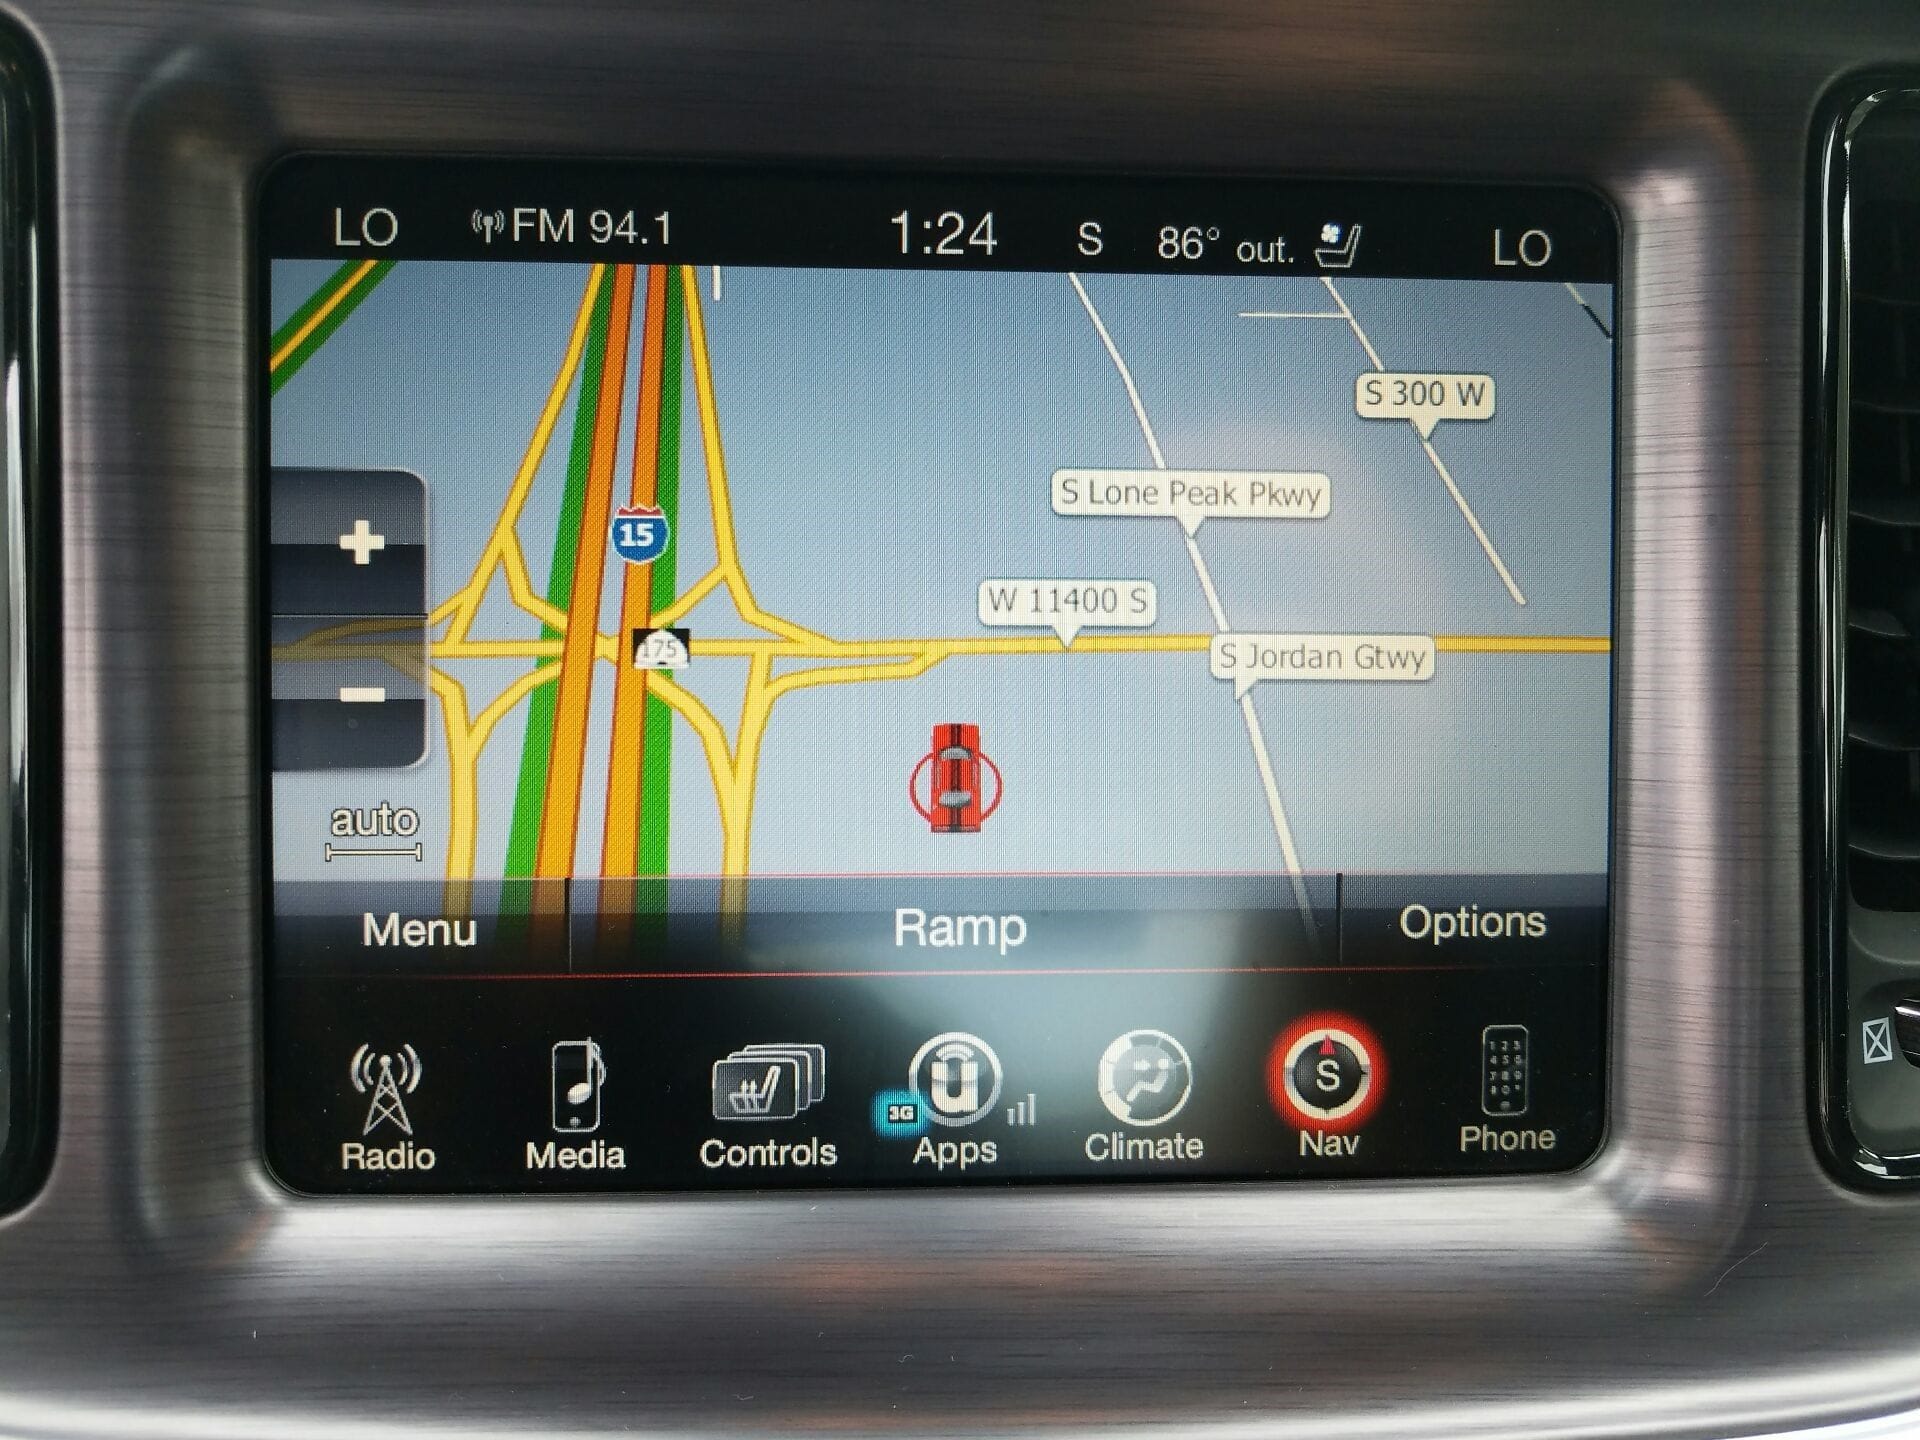 LO FM 94.1 1:24 S 86° out. LO
S 300 W
S Lone Peak Pkwy
15
W 11400 S
175
S Jordan Gtwy
+
-
auto
Menu Ramp Options
3G
S
Radio Media Controls Apps Climate Nav Phone